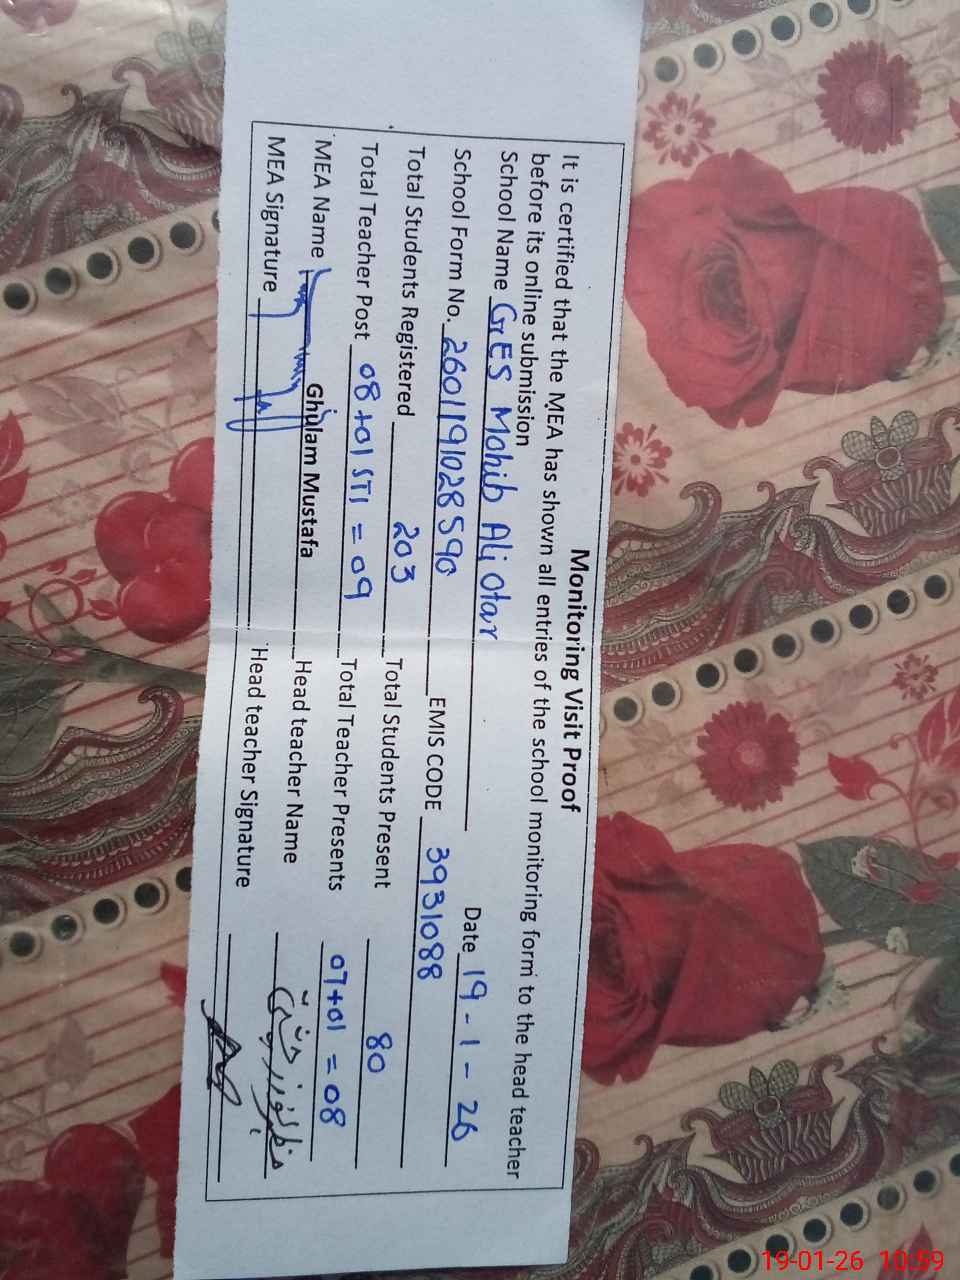 Monitoring Visit Proof
It is certified that the MEA has shown all entries of the school monitoring form to the head teacher
before its online submission
School Name GES Mohib Ali Otar Date 19-1-26
School Form No. 2601191028590 EMIS CODE 3931088
Total Students Registered 203 Total Students Present 80
Total Teacher Post 08+01 STI = 09 Total Teacher Presents 07+01 = 08
MEA Name Ghulam Mustafa Head teacher Name
MEA Signature Head teacher Signature
19-01-26 10:59